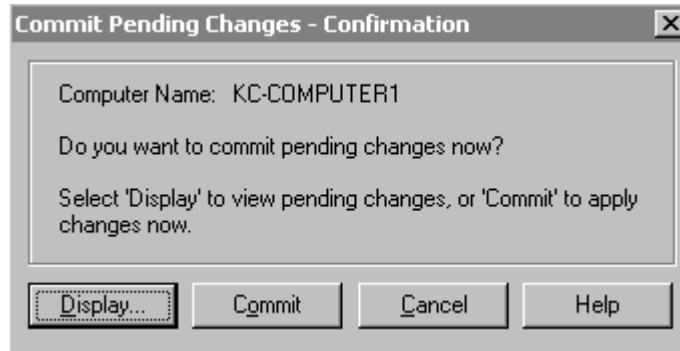 Commit Pending Changes - Confirmation
Computer Name: KC-COMPUTER1
Do you want to commit pending changes now?
Select 'Display' to view pending changes, or 'Commit' to apply
changes now.
Display... Commit Cancel Help